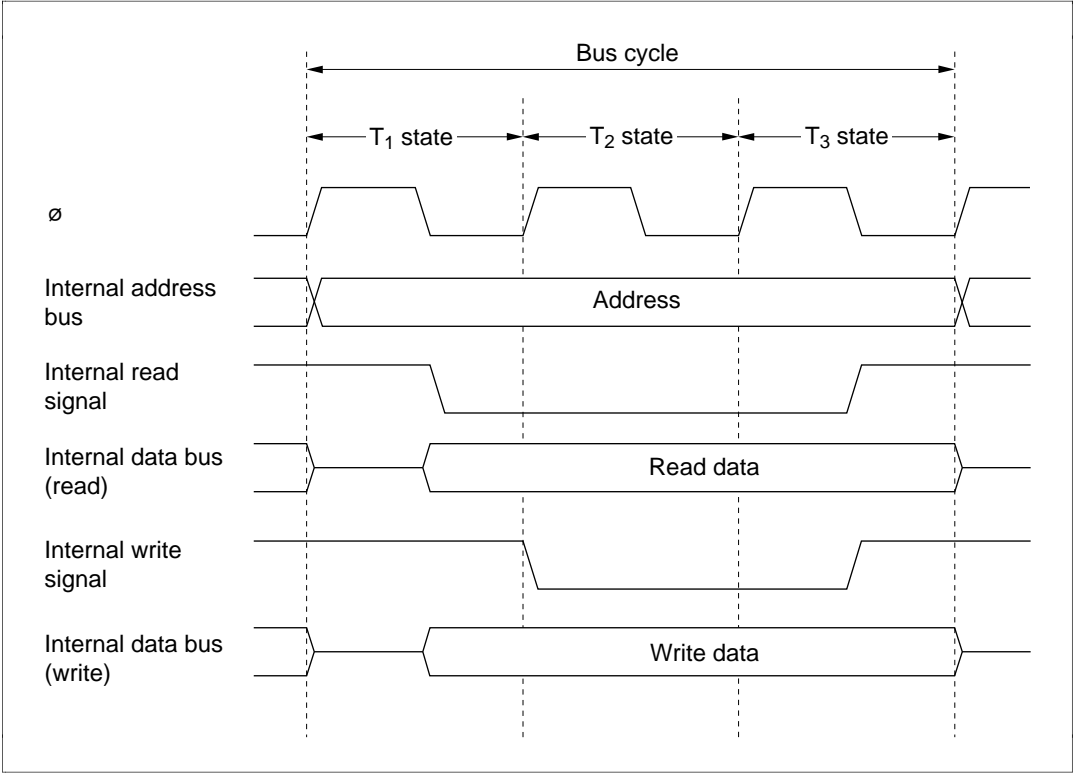 Bus cycle
T₁ state
T₂ state
T₃ state
ø
Internal address
bus
Address
Internal read
signal
Internal data bus
(read)
Read data
Internal write
signal
Internal data bus
(write)
Write data